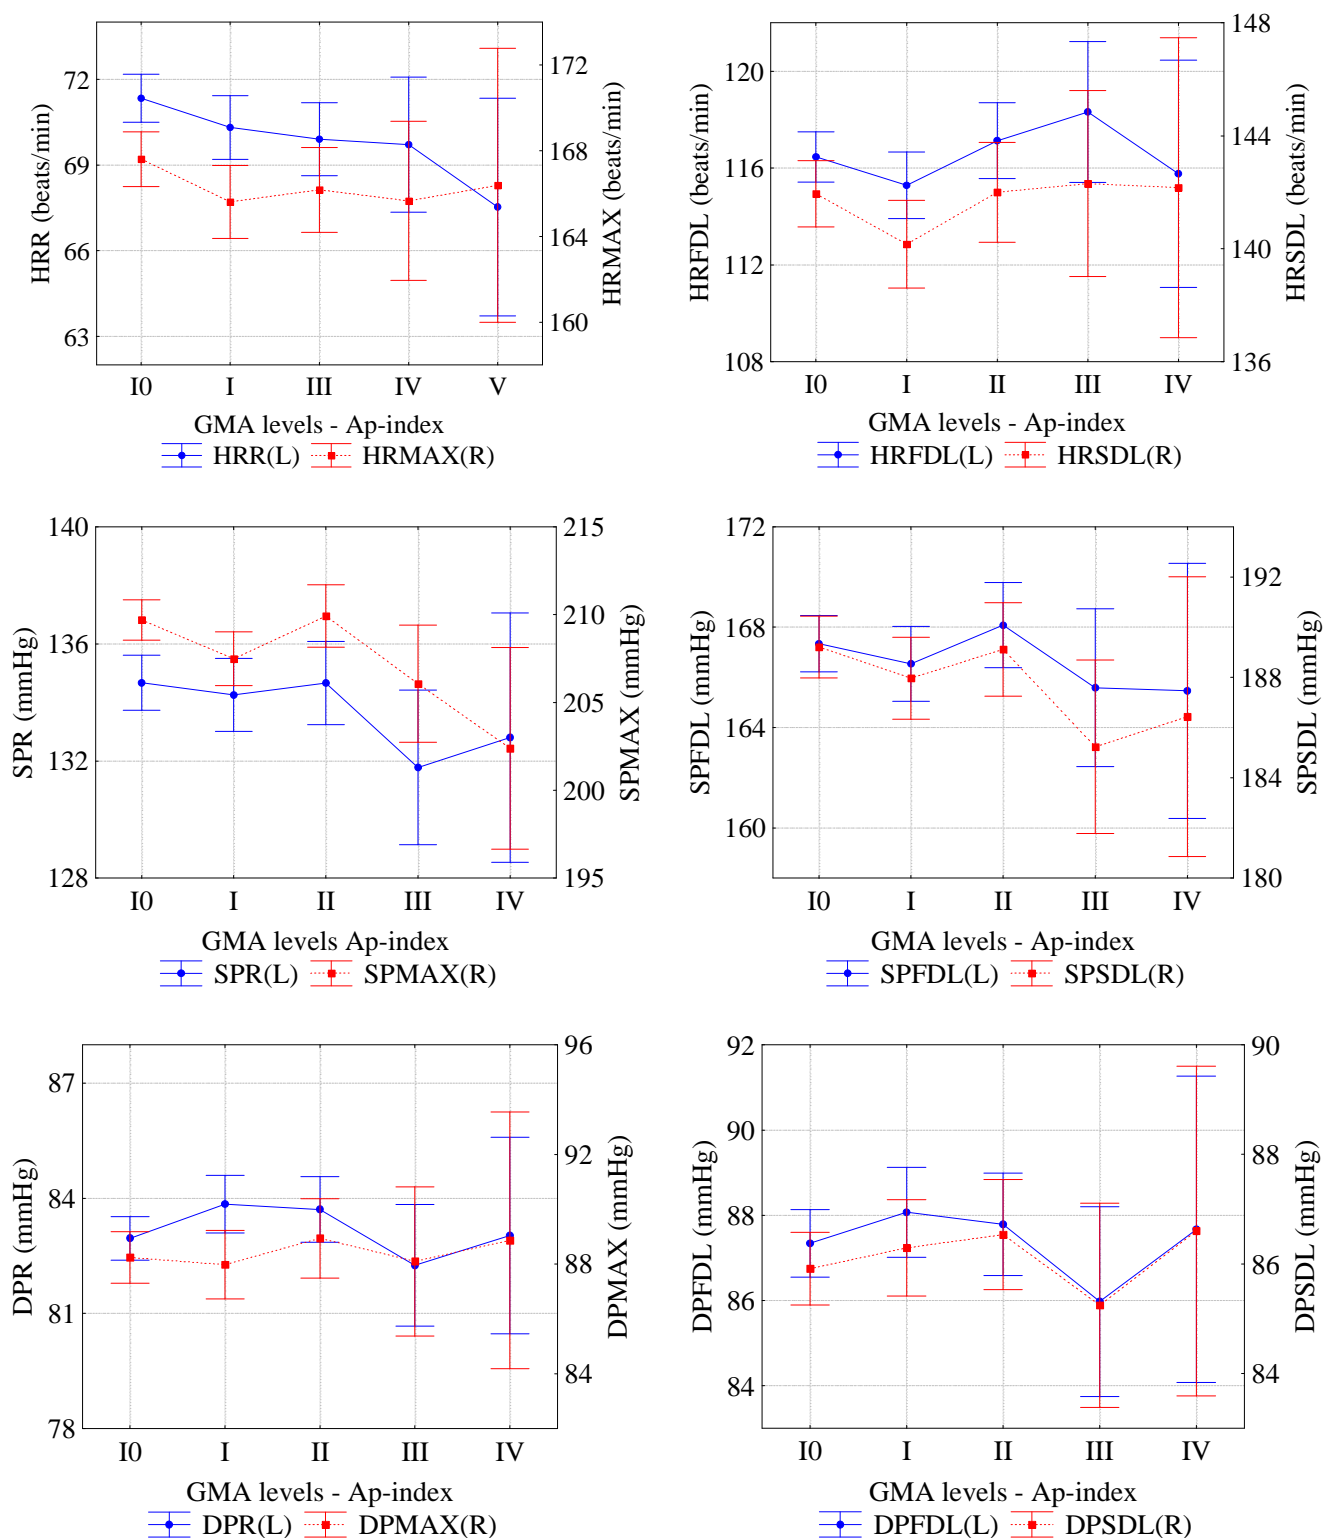 HRR (beats/min)
72
69
66
63
HRMAX (beats/min)
172
168
164
160
I0 I III IV V
GMA levels - Ap-index
HRR(L) HRMAX(R)
HRFDL (beats/min)
120
116
112
108
HRSDL (beats/min)
148
144
140
136
I0 I II III IV
GMA levels - Ap-index
HRFDL(L) HRSDL(R)
SPR (mmHg)
140
136
132
128
SPMAX (mmHg)
215
210
205
200
195
I0 I II III IV
GMA levels Ap-index
SPR(L) SPMAX(R)
SPFDL (mmHg)
172
168
164
160
SPSDL (mmHg)
192
188
184
180
I0 I II III IV
GMA levels - Ap-index
SPFDL(L) SPSDL(R)
DPR (mmHg)
87
84
81
78
DPMAX (mmHg)
96
92
88
84
I0 I II III IV
GMA levels - Ap-index
DPR(L) DPMAX(R)
DPFDL (mmHg)
92
90
88
86
84
DPSDL (mmHg)
90
88
86
84
I0 I II III IV
GMA levels - Ap-index
DPFDL(L) DPSDL(R)